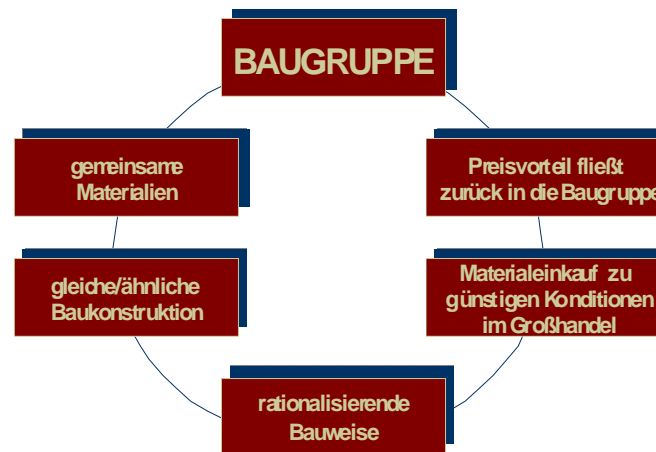 BAUGRUPPE
gemeinsame
Materialien
Preisvorteil fließt
zurück in die Baugruppe
gleiche/ähnliche
Baukonstruktion
Materialeinkauf zu
günstigen Konditionen
im Großhandel
rationalisierende
Bauweise